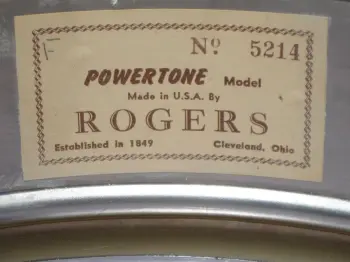 F Nº 5214
POWERTONE Model
Made in U.S.A. By
ROGERS
Established in 1849 Cleveland, Ohio